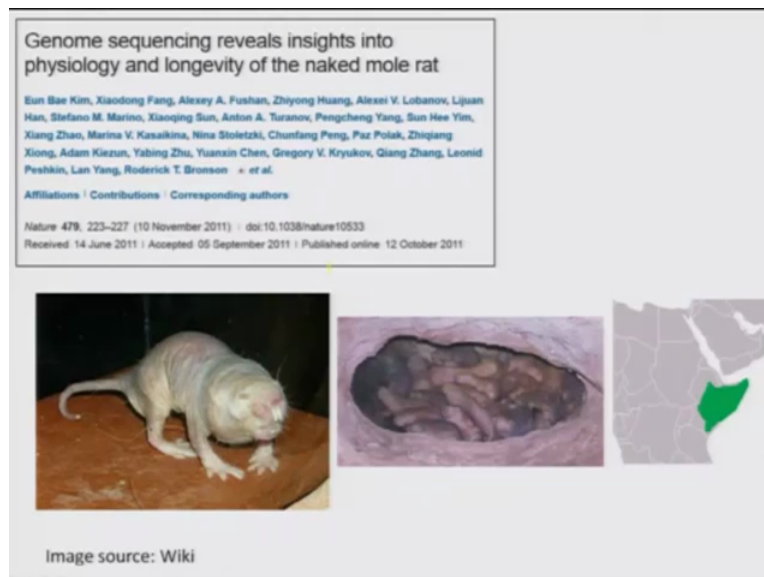 Genome sequencing reveals insights into
physiology and longevity of the naked mole rat
Eun Bae Kim, Xiaodong Fang, Alexey A. Fushan, Zhiyong Huang, Alexei V. Lobanov, Lijuan
Han, Stefano M. Marino, Xiaoqing Sun, Anton A. Turanov, Pengcheng Yang, Sun Hee Yim,
Xiang Zhao, Marina V. Kasaikina, Nina Stoletzki, Chunfang Peng, Paz Polak, Zhiqiang
Xiong, Adam Kiezun, Yabing Zhu, Yuanxin Chen, Gregory V. Kryukov, Qiang Zhang, Leonid
Peshkin, Lan Yang, Roderick T. Bronson + et al.
Affiliations | Contributions | Corresponding authors
Nature 479, 223–227 (10 November 2011) | doi:10.1038/nature10533
Received 14 June 2011 | Accepted 05 September 2011 | Published online 12 October 2011
Image source: Wiki